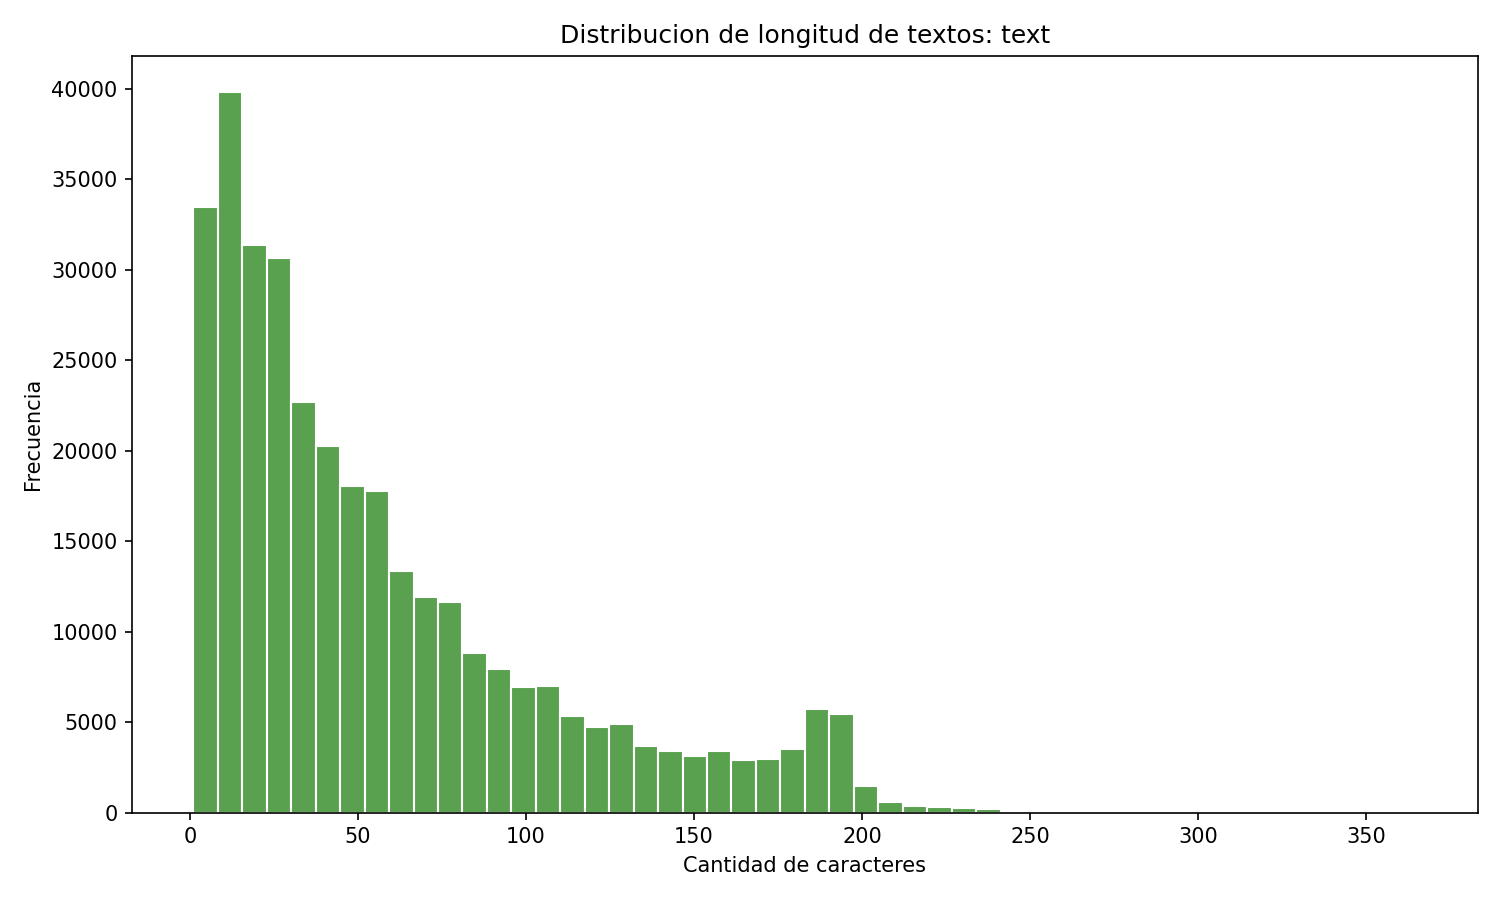 Distribucion de longitud de textos: text
40000
35000
30000
25000
20000
15000
10000
5000
0
Frecuencia
0 50 100 150 200 250 300 350
Cantidad de caracteres